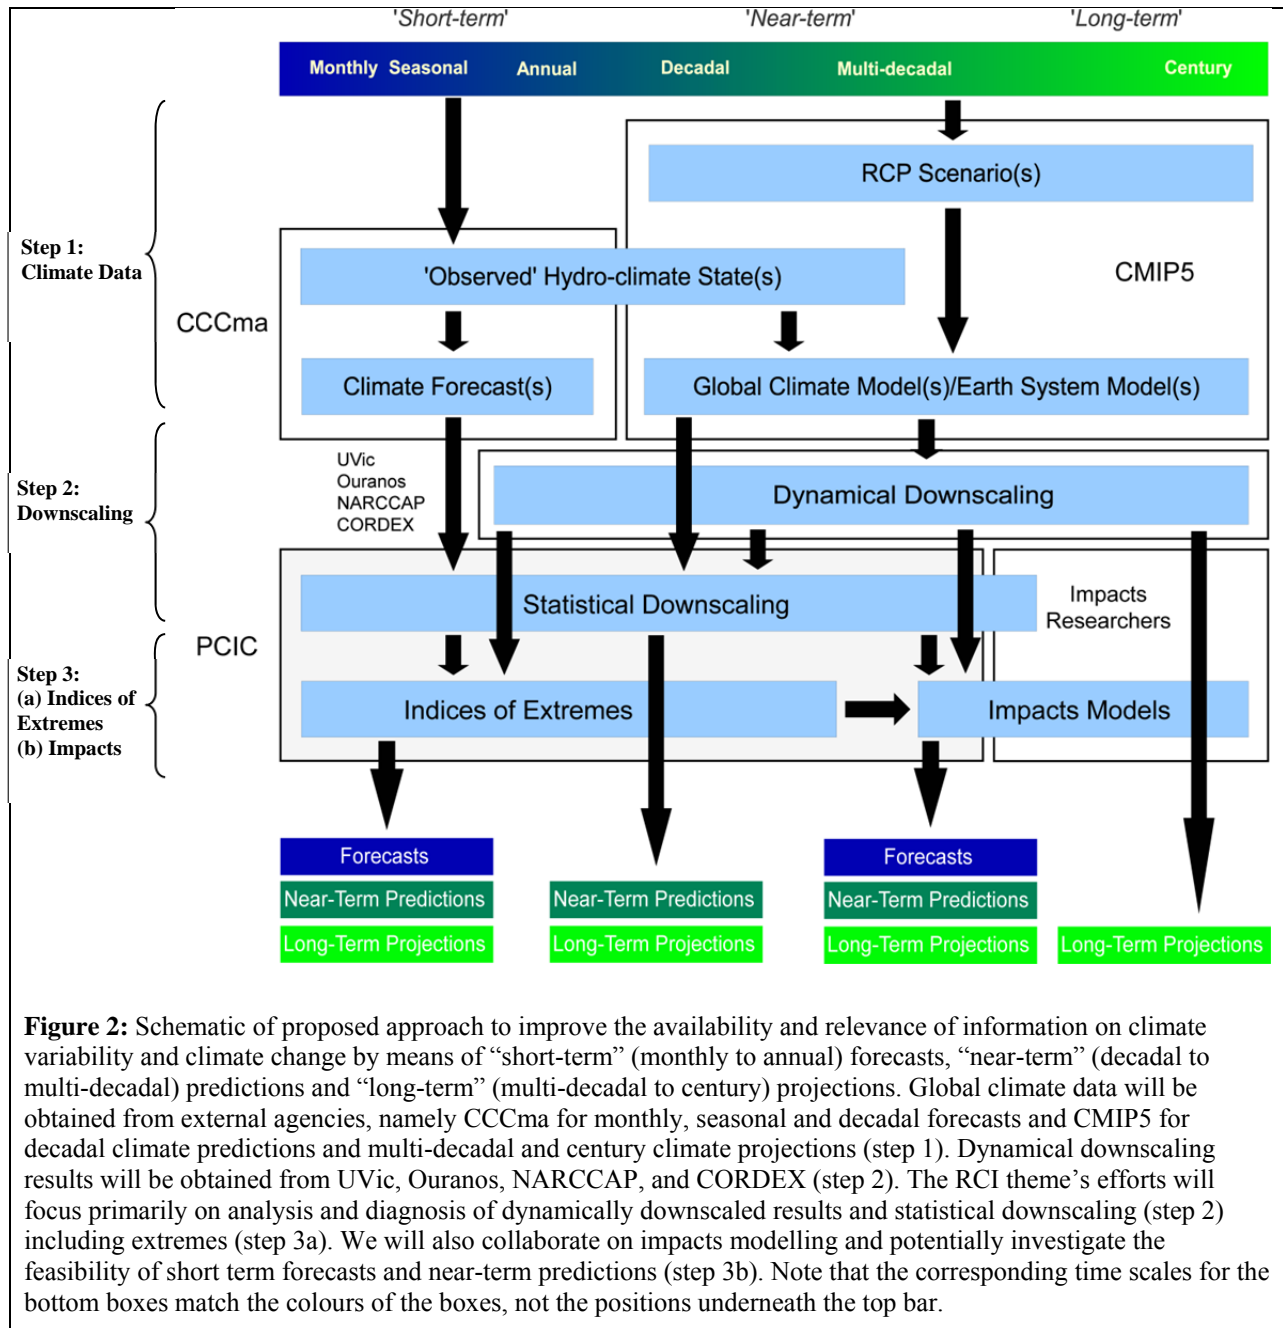 'Short-term' 'Near-term' 'Long-term'
Monthly Seasonal Annual Decadal Multi-decadal Century
RCP Scenario(s)
Step 1:
Climate Data
'Observed' Hydro-climate State(s)
CMIP5
CCCma
Climate Forecast(s)
Global Climate Model(s)/Earth System Model(s)
Step 2:
Downscaling
UVic
Ouranos
NARCCAP
CORDEX
Dynamical Downscaling
Statistical Downscaling
Impacts
Researchers
PCIC
Step 3:
(a) Indices of
Extremes
(b) Impacts
Indices of Extremes
Impacts Models
Forecasts
Near-Term Predictions
Long-Term Projections
Near-Term Predictions
Long-Term Projections
Forecasts
Near-Term Predictions
Long-Term Projections
Long-Term Projections
Figure 2: Schematic of proposed approach to improve the availability and relevance of information on climate
variability and climate change by means of “short-term” (monthly to annual) forecasts, “near-term” (decadal to
multi-decadal) predictions and “long-term” (multi-decadal to century) projections. Global climate data will be
obtained from external agencies, namely CCCma for monthly, seasonal and decadal forecasts and CMIP5 for
decadal climate predictions and multi-decadal and century climate projections (step 1). Dynamical downscaling
results will be obtained from UVic, Ouranos, NARCCAP, and CORDEX (step 2). The RCI theme’s efforts will
focus primarily on analysis and diagnosis of dynamically downscaled results and statistical downscaling (step 2)
including extremes (step 3a). We will also collaborate on impacts modelling and potentially investigate the
feasibility of short term forecasts and near-term predictions (step 3b). Note that the corresponding time scales for the
bottom boxes match the colours of the boxes, not the positions underneath the top bar.